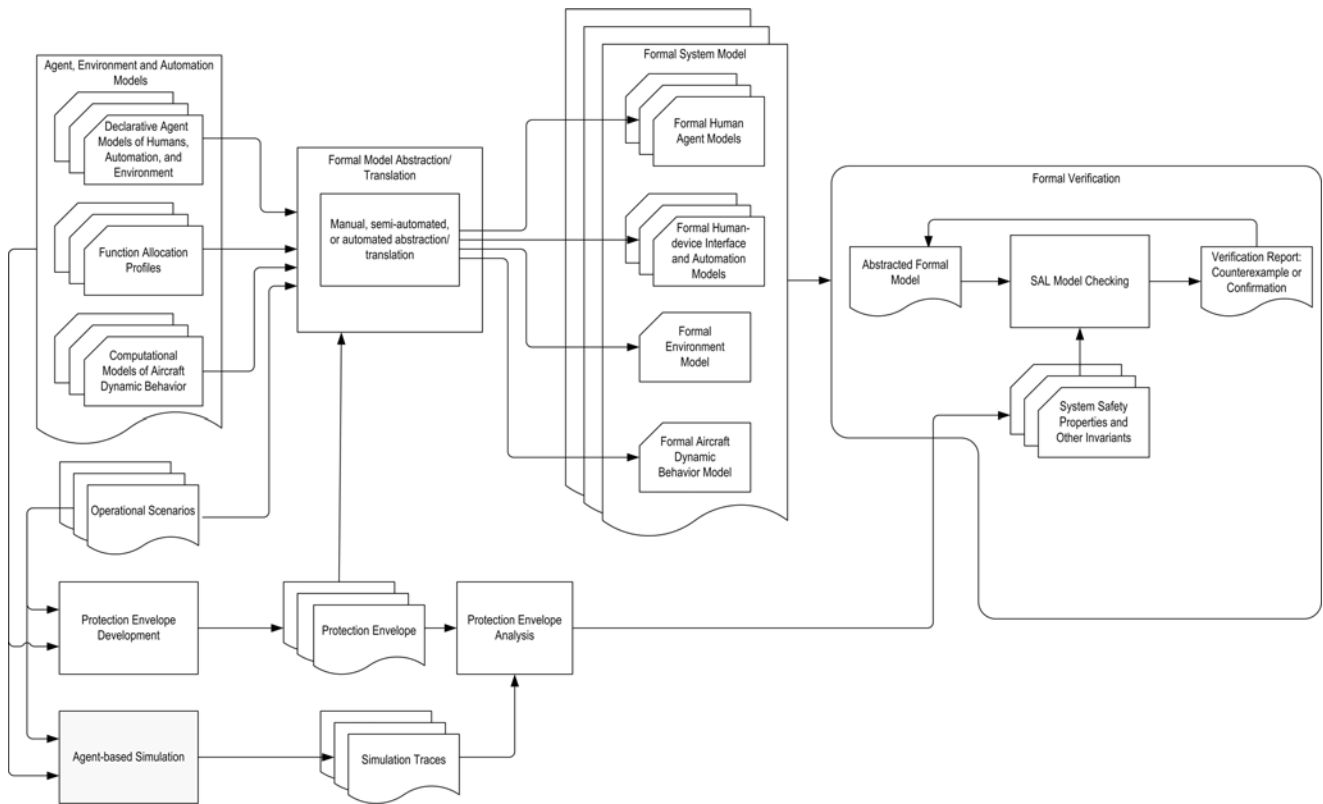 Agent, Environment and Automation
Models
Declarative Agent
Models of Humans,
Automation, and
Environment
Function Allocation
Profiles
Computational
Models of Aircraft
Dynamic Behavior
Operational Scenarios
Protection Envelope
Development
Agent-based Simulation
Formal Model Abstraction/
Translation
Manual, semi-automated,
or automated abstraction/
translation
Protection Envelope
Simulation Traces
Protection Envelope
Analysis
Formal System Model
Formal Human
Agent Models
Formal Human-
device Interface
and Automation
Models
Formal
Environment
Model
Formal Aircraft
Dynamic
Behavior Model
Formal Verification
Abstracted Formal
Model
SAL Model Checking
Verification Report:
Counterexample or
Confirmation
System Safety
Properties and
Other Invariants